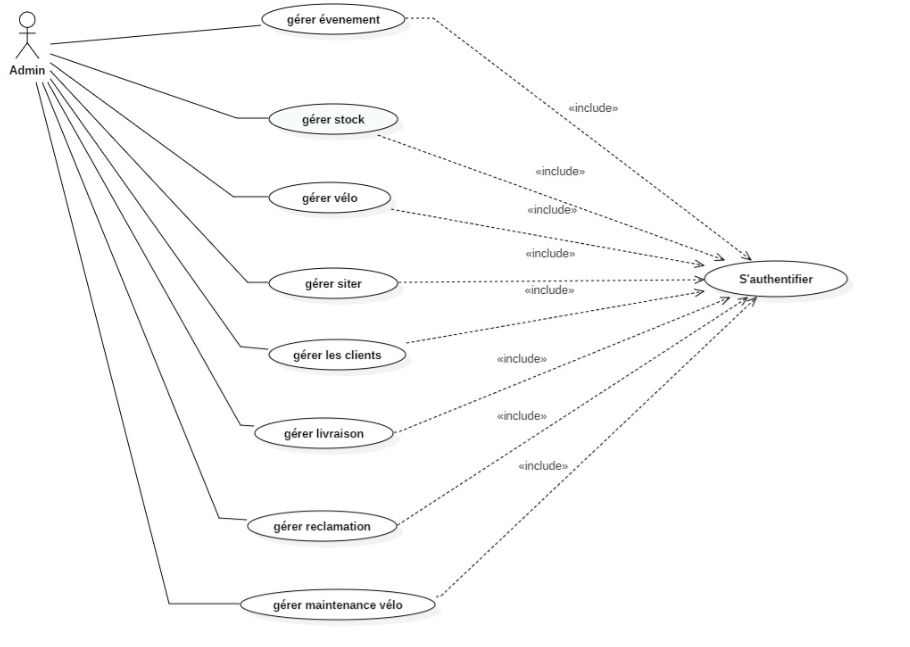 gérer évenement
Admin
«include»
gérer stock
«include»
gérer vélo
«include»
«include»
gérer siter
S'authentifier
«include»
gérer les clients
«include»
gérer livraison
«include»
«include»
gérer reclamation
gérer maintenance vélo